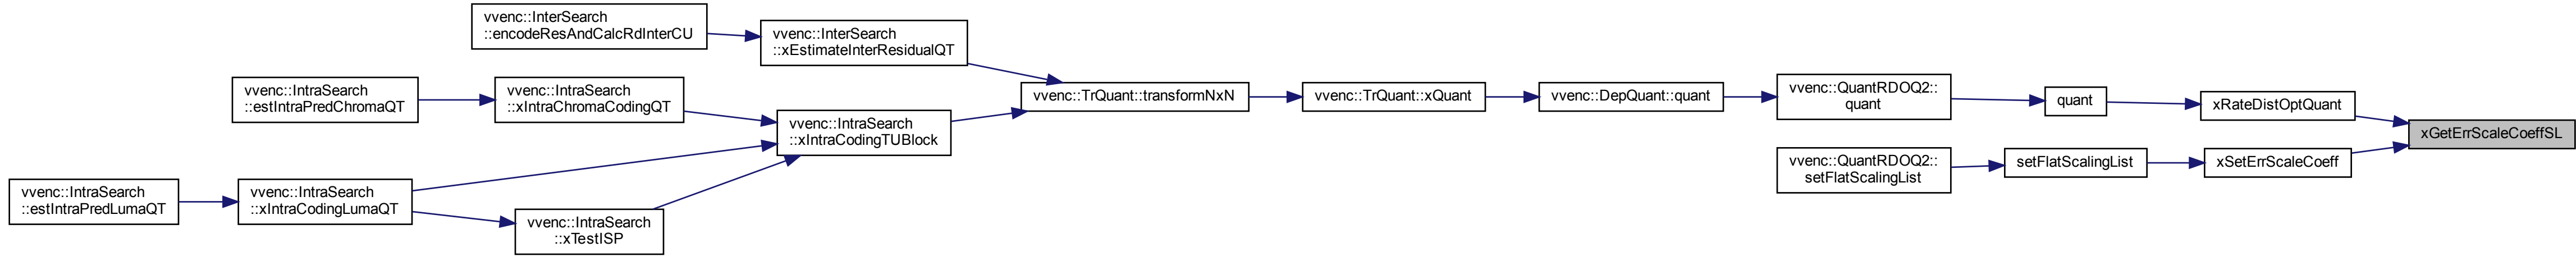 vvenc::InterSearch
::encodeResAndCalcRdInterCU
vvenc::InterSearch
::xEstimateInterResidualQT
vvenc::IntraSearch
::estIntraPredChromaQT
vvenc::IntraSearch
::xIntraChromaCodingQT
vvenc::TrQuant::transformNxN
vvenc::TrQuant::xQuant
vvenc::DepQuant::quant
vvenc::QuantRDOQ2::
quant
quant
xRateDistOptQuant
xGetErrScaleCoeffSL
vvenc::IntraSearch
::xIntraCodingTUBlock
vvenc::QuantRDOQ2::
setFlatScalingList
setFlatScalingList
xSetErrScaleCoeff
vvenc::IntraSearch
::estIntraPredLumaQT
vvenc::IntraSearch
::xIntraCodingLumaQT
vvenc::IntraSearch
::xTestISP